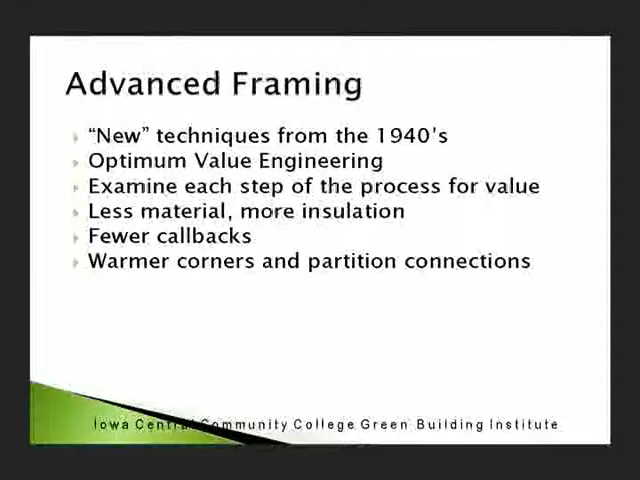 Advanced Framing
“New” techniques from the 1940’s
Optimum Value Engineering
Examine each step of the process for value
Less material, more insulation
Fewer callbacks
Warmer corners and partition connections
Iowa Central Community College Green Building Institute